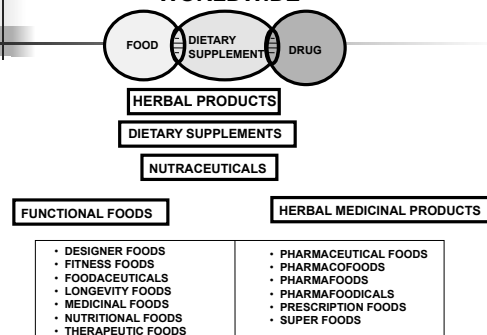 FOOD
DIETARY
SUPPLEMENT
DRUG
HERBAL PRODUCTS
DIETARY SUPPLEMENTS
NUTRACEUTICALS
FUNCTIONAL FOODS
HERBAL MEDICINAL PRODUCTS
• DESIGNER FOODS
• FITNESS FOODS
• FOODACEUTICALS
• LONGEVITY FOODS
• MEDICINAL FOODS
• NUTRITIONAL FOODS
• THERAPEUTIC FOODS
• PHARMACEUTICAL FOODS
• PHARMACOFOODS
• PHARMAFOODS
• PHARMAFOODICALS
• PRESCRIPTION FOODS
• SUPER FOODS